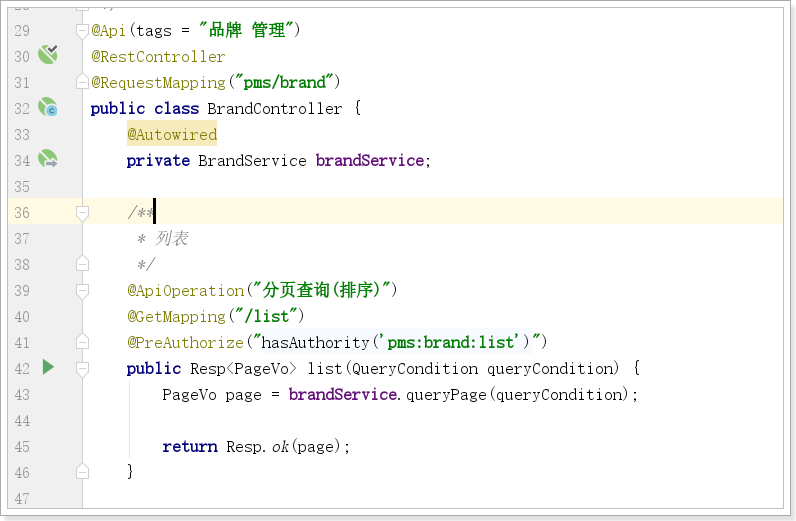 29 @Api(tags = "品牌 管理")
30 @RestController
31 @RequestMapping("pms/brand")
32 public class BrandController {
33     @Autowired
34     private BrandService brandService;
35
36     /**
37      * 列表
38      */
39     @ApiOperation("分页查询(排序)")
40     @GetMapping("/list")
41     @PreAuthorize("hasAuthority('pms:brand:list')")
42     public Resp<PageVo> list(QueryCondition queryCondition) {
43         PageVo page = brandService.queryPage(queryCondition);
44
45         return Resp.ok(page);
46     }
47